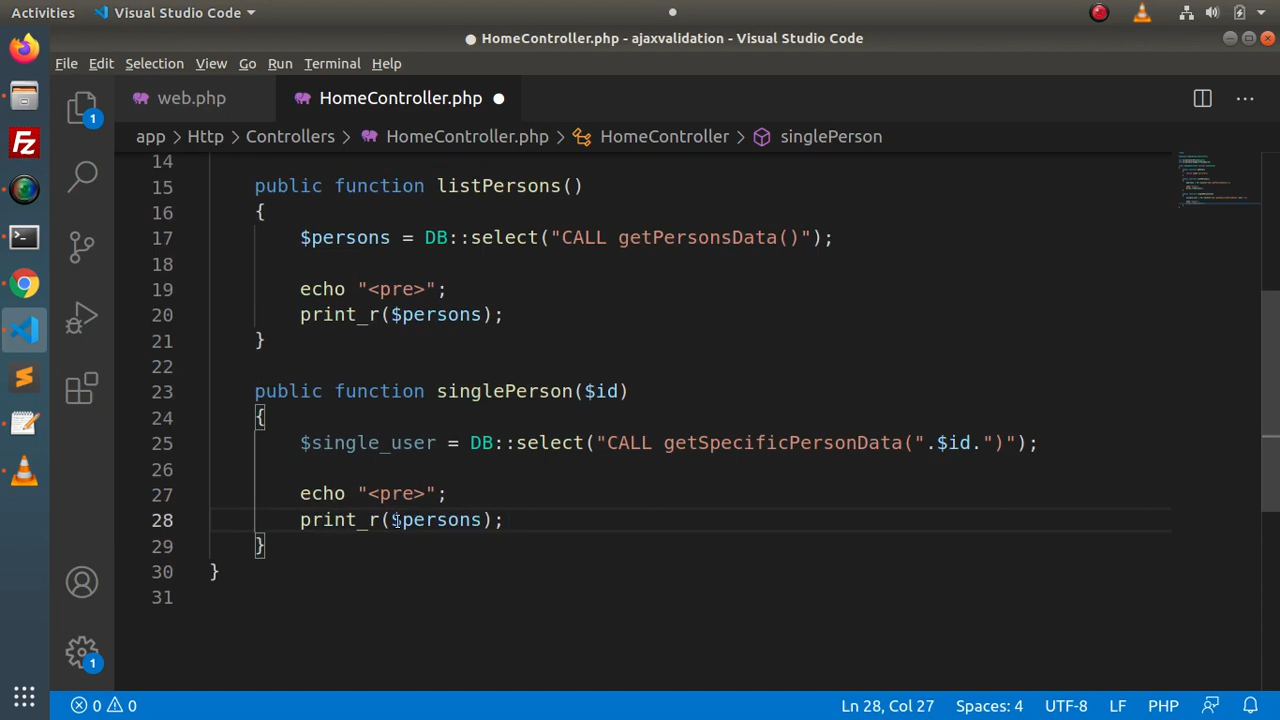 Activities Visual Studio Code
HomeController.php - ajaxvalidation - Visual Studio Code
File Edit Selection View Go Run Terminal Help
web.php HomeController.php
app > Http > Controllers > HomeController.php > HomeController > singlePerson
14
15 public function listPersons()
16 {
17 $persons = DB::select("CALL getPersonsData()");
18
19 echo "<pre>";
20 print_r($persons);
21 }
22
23 public function singlePerson($id)
24 {
25 $single_user = DB::select("CALL getSpecificPersonData(".$id.")");
26
27 echo "<pre>";
28 print_r($persons);
29 }
30 }
31
1
1
Fz
0 0 Ln 28, Col 27 Spaces: 4 UTF-8 LF PHP